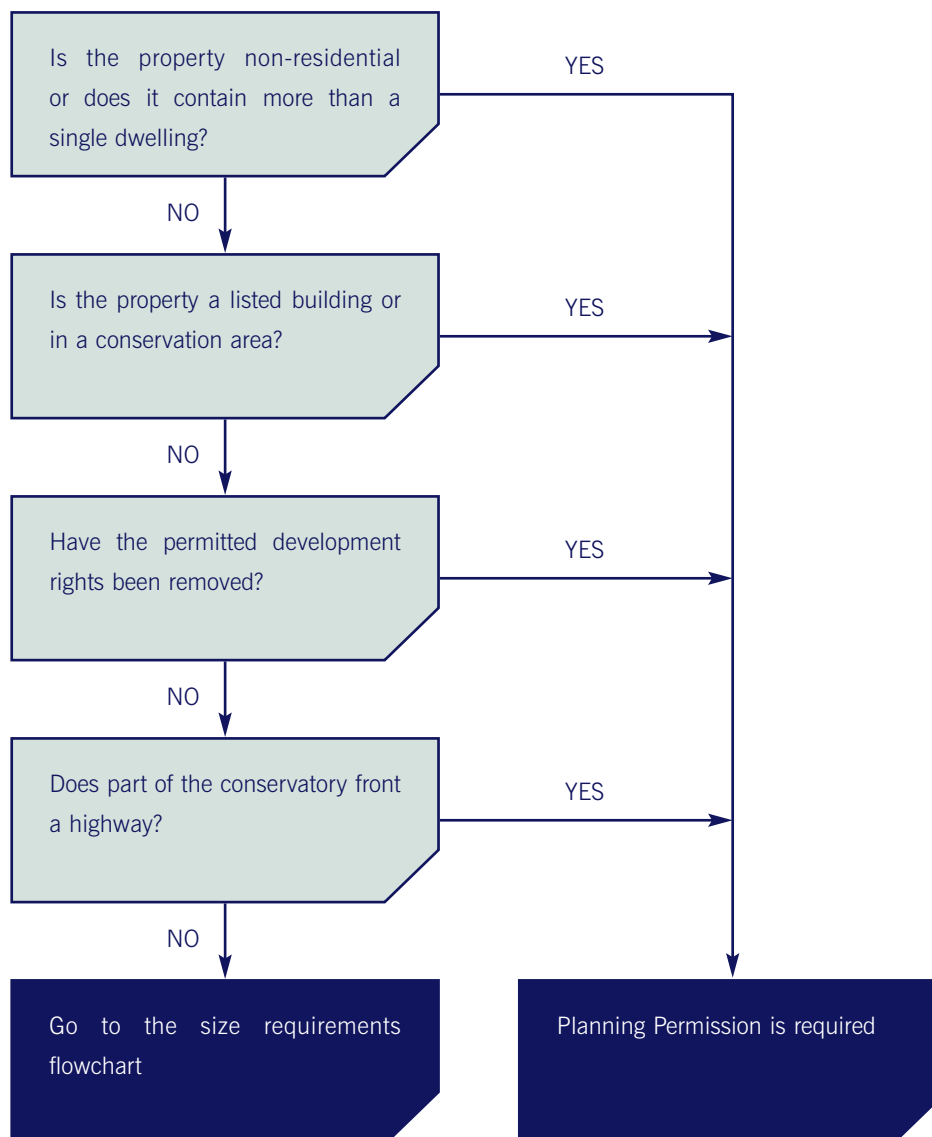 Is the property non-residential
or does it contain more than a
single dwelling?
YES
NO
Is the property a listed building or
in a conservation area?
YES
NO
Have the permitted development
rights been removed?
YES
NO
Does part of the conservatory front
a highway?
YES
NO
Go to the size requirements
flowchart
Planning Permission is required